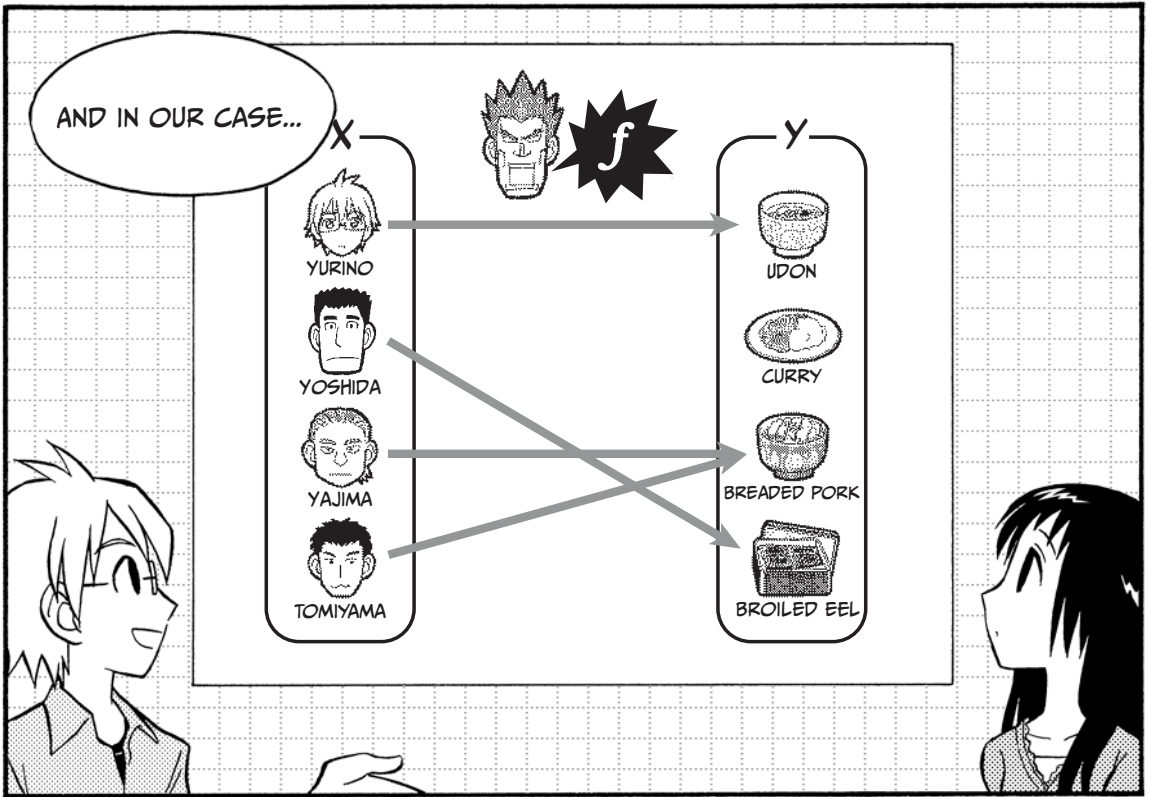 AND IN OUR CASE...
X
f
Y
YURINO
UDON
YOSHIDA
CURRY
YAJIMA
BREADED PORK
TOMIYAMA
BROILED EEL